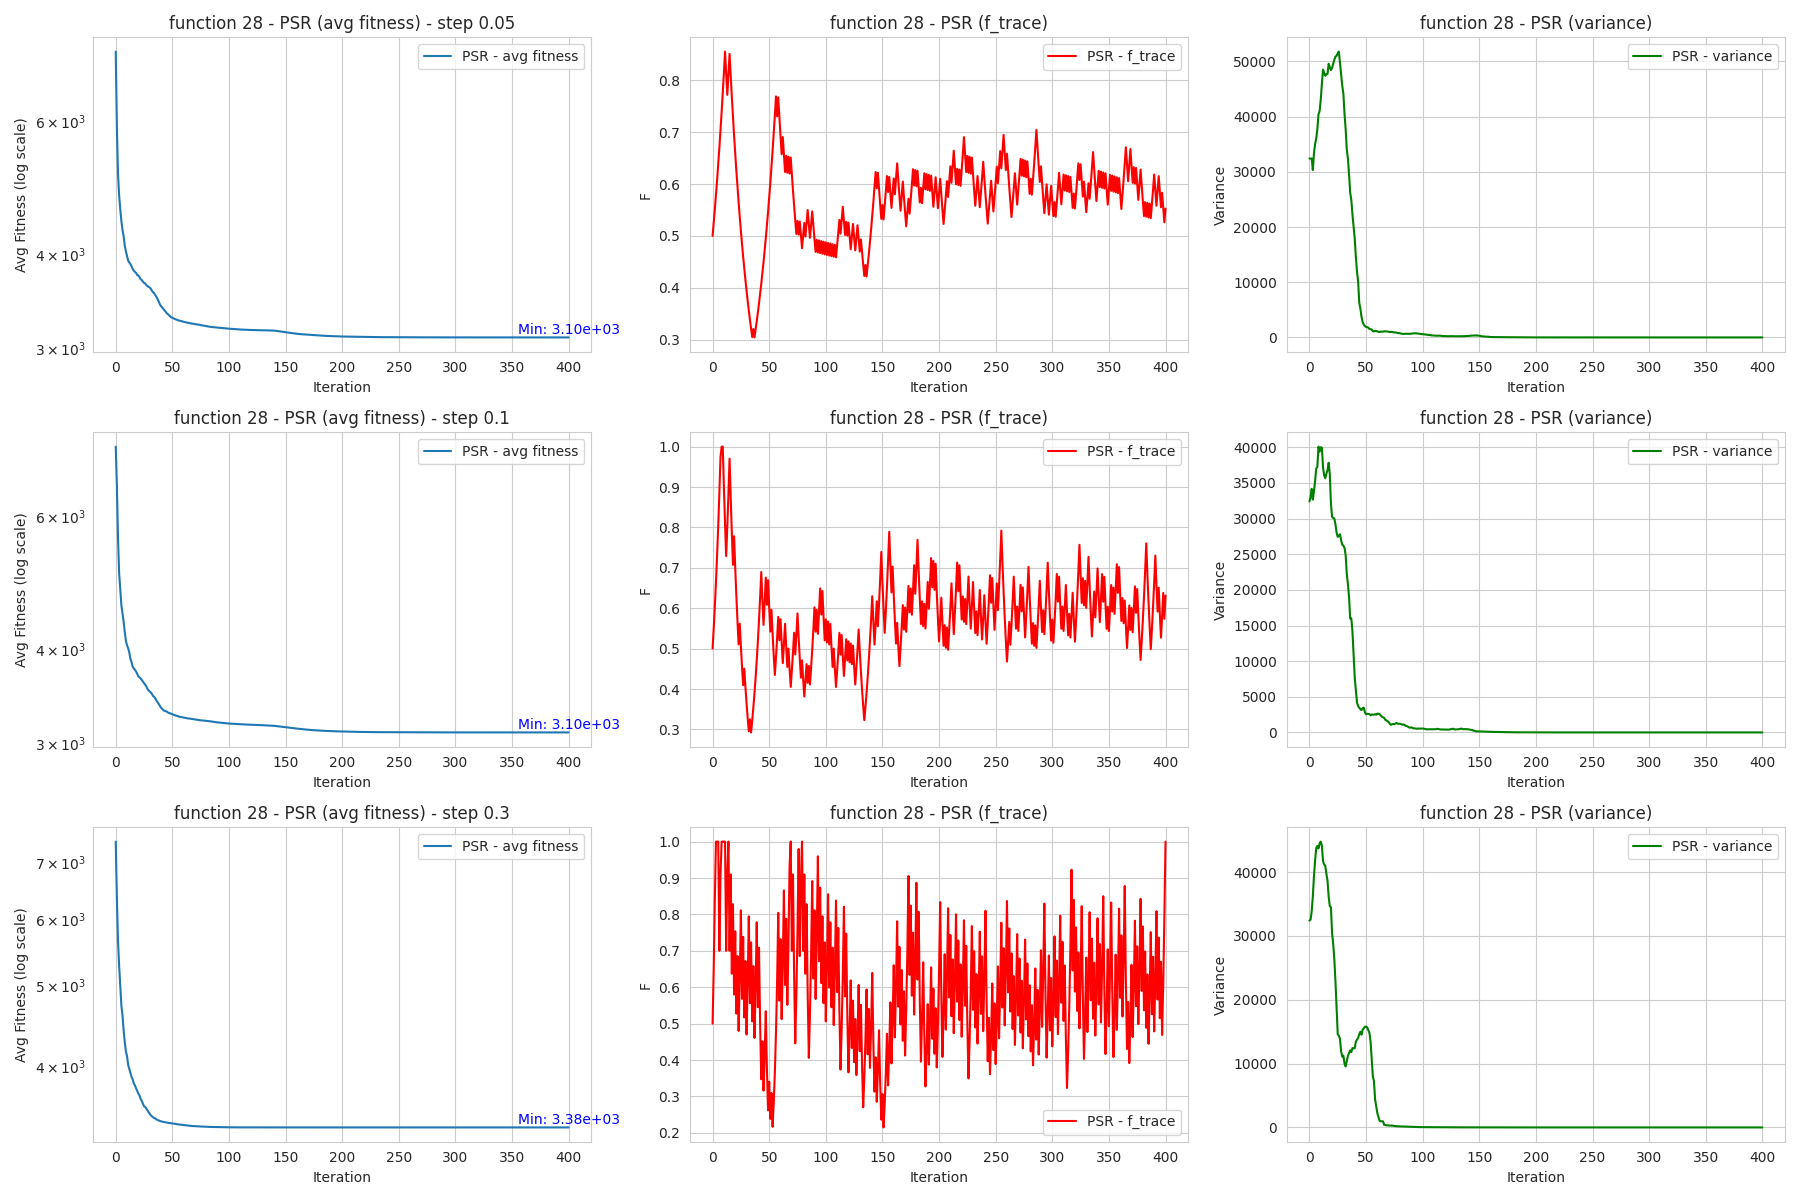 function 28 - PSR (avg fitness) - step 0.05
PSR - avg fitness
Avg Fitness (log scale)
6 × 10³
4 × 10³
3 × 10³
Min: 3.10e+03
0 50 100 150 200 250 300 350 400
Iteration
function 28 - PSR (f_trace)
PSR - f_trace
F
0.8
0.7
0.6
0.5
0.4
0.3
0 50 100 150 200 250 300 350 400
Iteration
function 28 - PSR (variance)
PSR - variance
Variance
50000
40000
30000
20000
10000
0
0 50 100 150 200 250 300 350 400
Iteration
function 28 - PSR (avg fitness) - step 0.1
PSR - avg fitness
Avg Fitness (log scale)
6 × 10³
4 × 10³
3 × 10³
Min: 3.10e+03
0 50 100 150 200 250 300 350 400
Iteration
function 28 - PSR (f_trace)
PSR - f_trace
F
1.0
0.9
0.8
0.7
0.6
0.5
0.4
0.3
0 50 100 150 200 250 300 350 400
Iteration
function 28 - PSR (variance)
PSR - variance
Variance
40000
35000
30000
25000
20000
15000
10000
5000
0
0 50 100 150 200 250 300 350 400
Iteration
function 28 - PSR (avg fitness) - step 0.3
PSR - avg fitness
Avg Fitness (log scale)
7 × 10³
6 × 10³
5 × 10³
4 × 10³
Min: 3.38e+03
0 50 100 150 200 250 300 350 400
Iteration
function 28 - PSR (f_trace)
PSR - f_trace
F
1.0
0.9
0.8
0.7
0.6
0.5
0.4
0.3
0.2
0 50 100 150 200 250 300 350 400
Iteration
function 28 - PSR (variance)
PSR - variance
Variance
40000
30000
20000
10000
0
0 50 100 150 200 250 300 350 400
Iteration